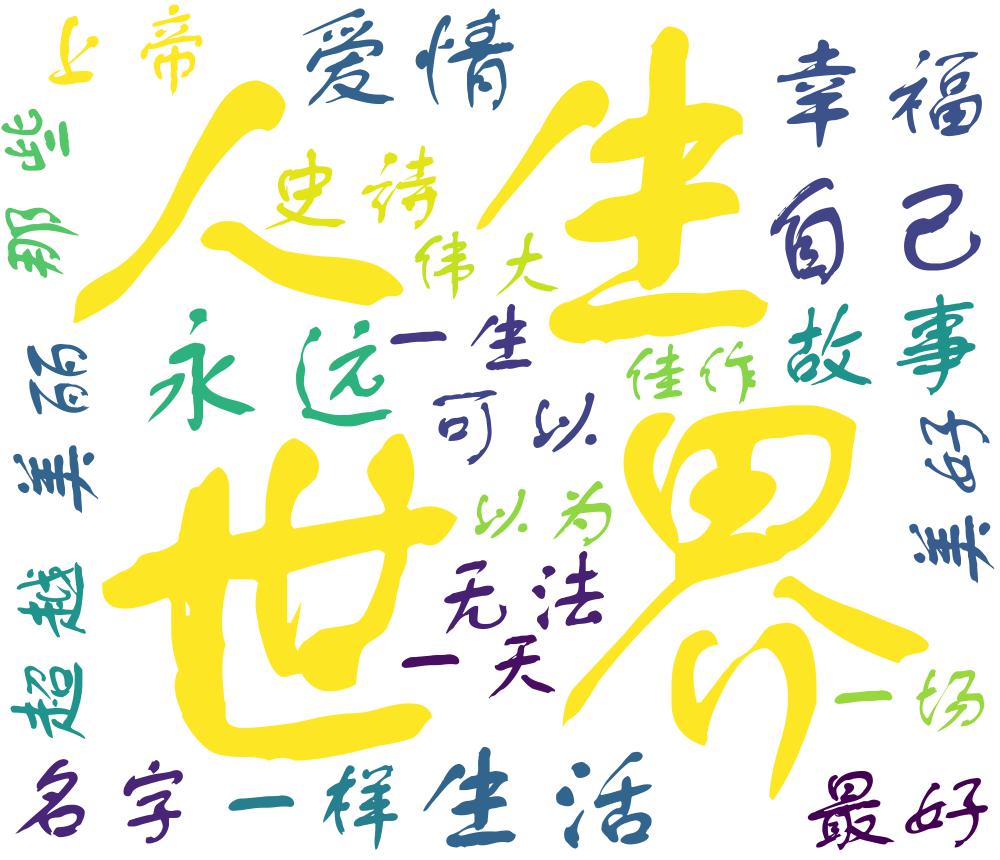 上帝
爱情
幸福
那些
人生
史诗
伟大
自己
永远
一生
佳作
故事
美丽
可以
世界
美好
以为
无法
超越
一天
一场
名字
一样
生活
最好